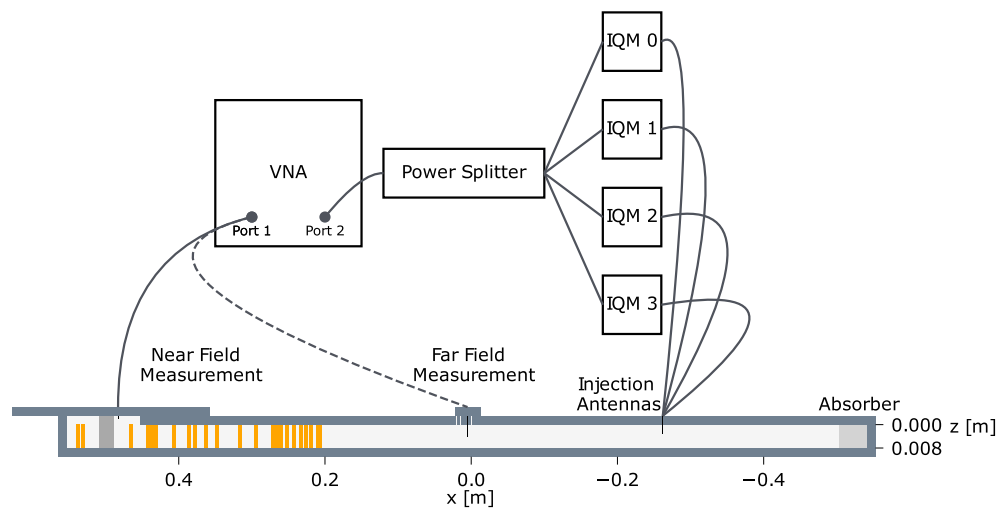 IQM 0
IQM 1
VNA
Power Splitter
IQM 2
Port 1
Port 2
IQM 3
Near Field
Measurement
Far Field
Measurement
Injection
Antennas
Absorber
0.000
z [m]
0.008
0.4
0.2
0.0
−0.2
−0.4
x [m]